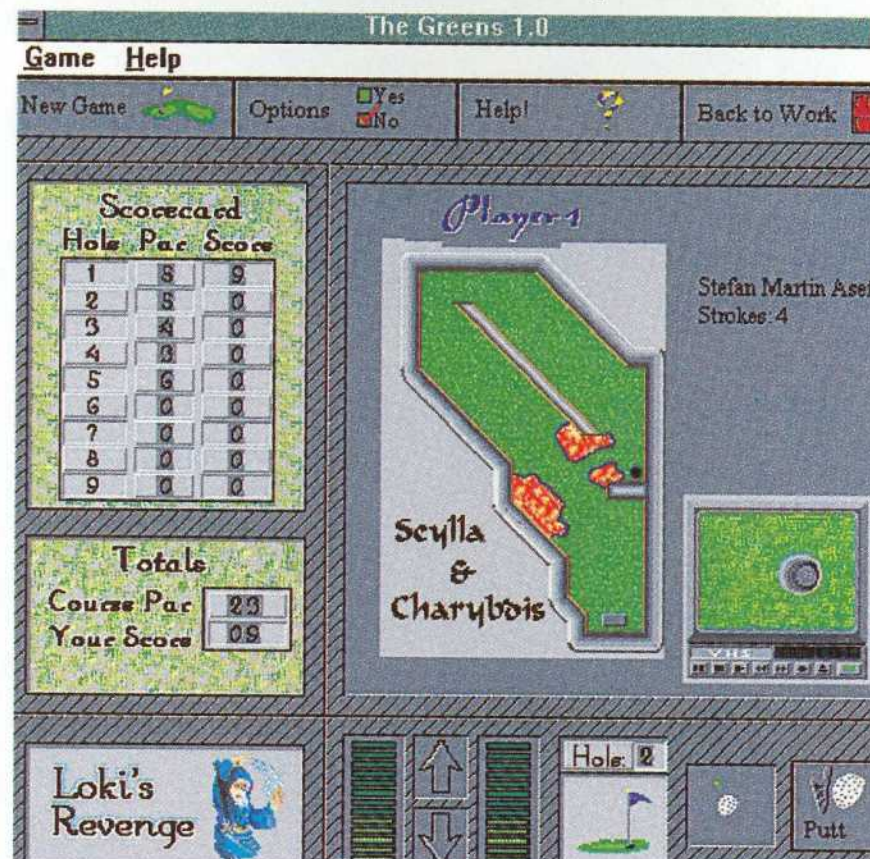 The Greens 1.0
Game Help
New Game
Options
Yes
No
Help!
Back to Work
Scorecard
Hole Par Score
1 5 9
2 5 0
3 4 0
4 3 0
5 6 0
6 0 0
7 0 0
8 0 0
9 0 0
Totals
Course Par 23
Your Score 09
Loki's
Revenge
Player 1
Stefan Martin
Strokes: 4
Scylla
&
Charybdis
VHS
Hole: 2
Putt